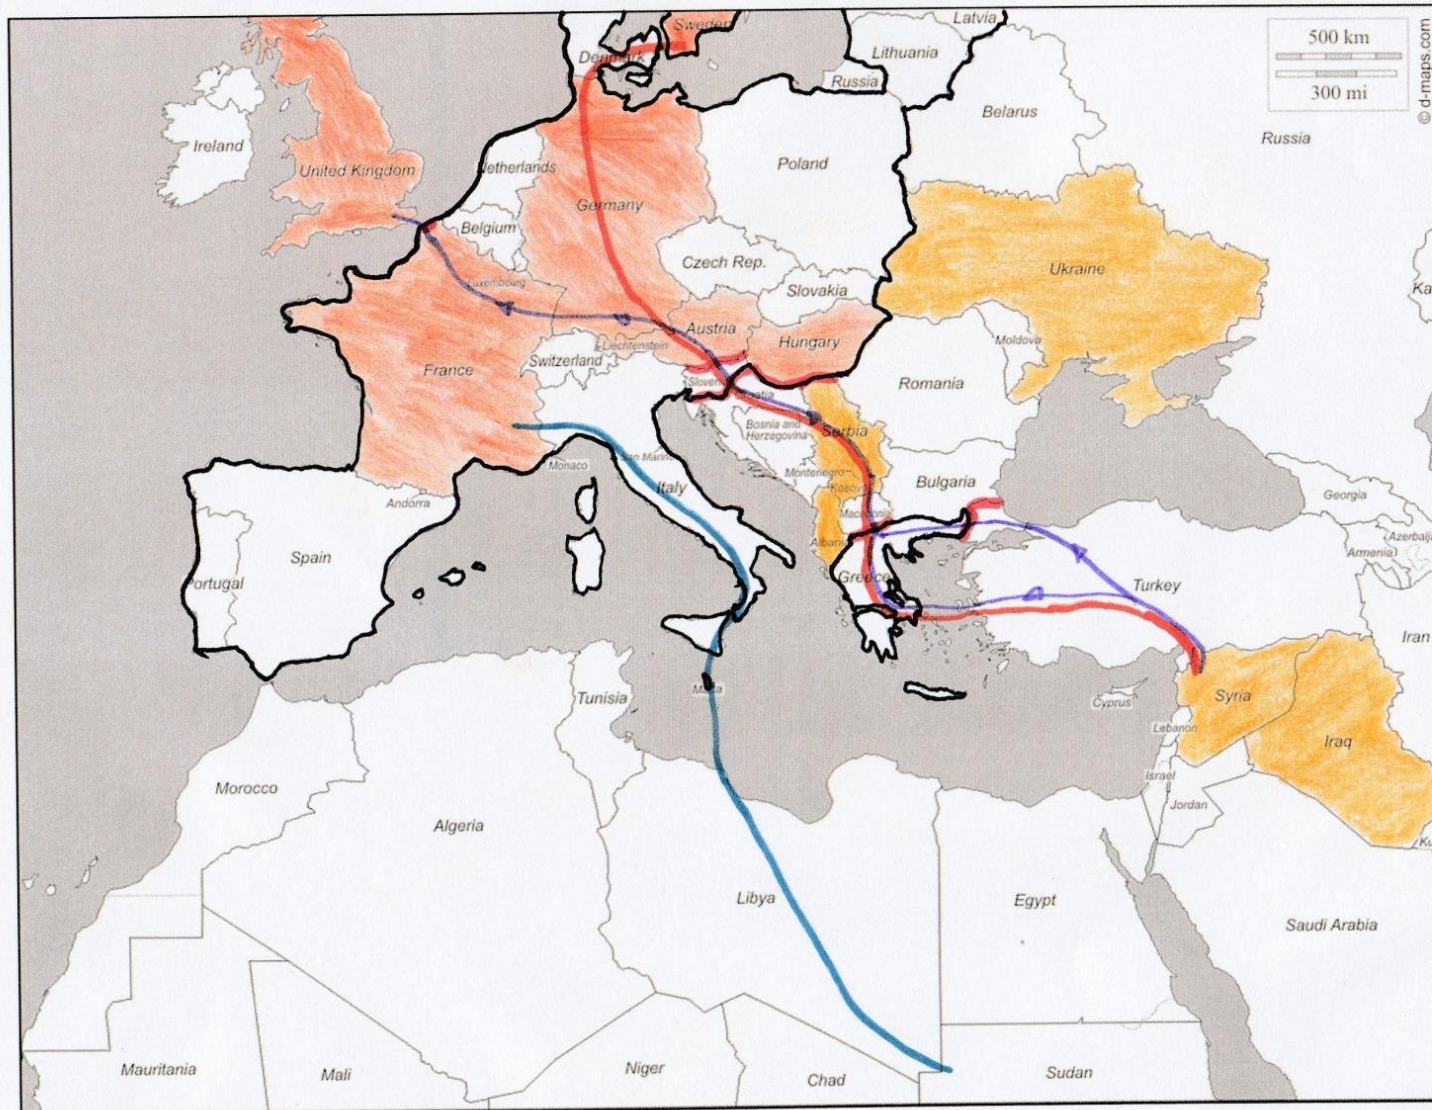 Latvia
Sweden
500 km
300 mi
© d-maps.com
Denmark
Lithuania
Russia
Belarus
Russia
Ireland
United Kingdom
Netherlands
Poland
Germany
Belgium
Czech Rep.
Ukraine
Luxembourg
Slovakia
Ka
Austria
Liechtenstein
Hungary
Moldova
Switzerland
France
Romania
Slovenia
Croatia
Bosnia and
Herzegovina
Serbia
San Marino
Monaco
Montenegro
Kosovo
Bulgaria
Italy
Andorra
Macedonia
Georgia
Albania
Azerbaija
Armenia
Spain
Portugal
Greece
Turkey
Iran
Malta
Tunisia
Cyprus
Syria
Lebanon
Iraq
Israel
Morocco
Jordan
Algeria
Ku
Libya
Egypt
Saudi Arabia
Mauritania
Mali
Niger
Chad
Sudan